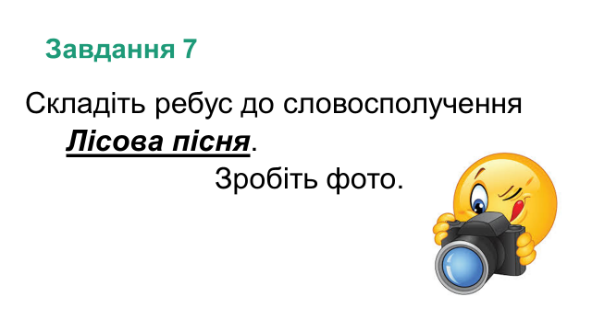 Завдання 7
Складіть ребус до словосполучення
Лісова пісня.
Зробіть фото.